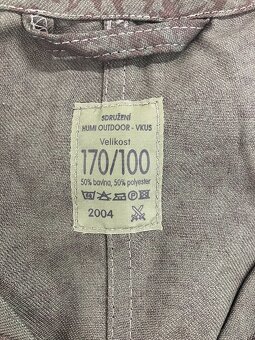 SDRUŽENÍ
HUMI OUTDOOR - VKUS
Velikost
170/100
50% bavlna, 50% polyester
2004